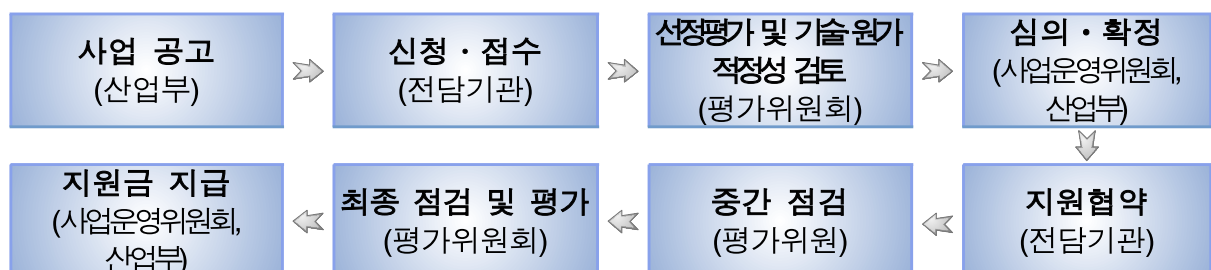 사업 공고
(산업부)
신청 · 접수
(전담기관)
선정평가 및 기술원가
적정성 검토
(평가위원회)
심의 · 확정
(사업운영위원회,
산업부)
지원협약
(전담기관)
중간 점검
(평가위원)
최종 점검 및 평가
(평가위원회)
지원금 지급
(사업운영위원회,
산업부)